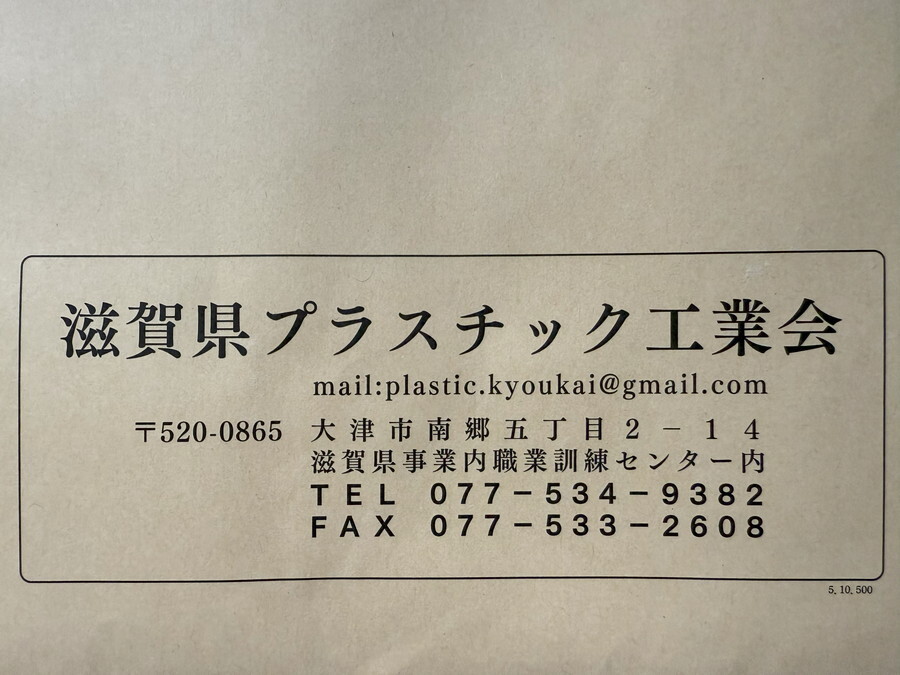 滋賀県プラスチック工業会
mail:plastic.kyoukai@gmail.com
〒520-0865 大津市南郷五丁目2－14
滋賀県事業内職業訓練センター内
TEL 077－534－9382
FAX 077－533－2608
5.10.500